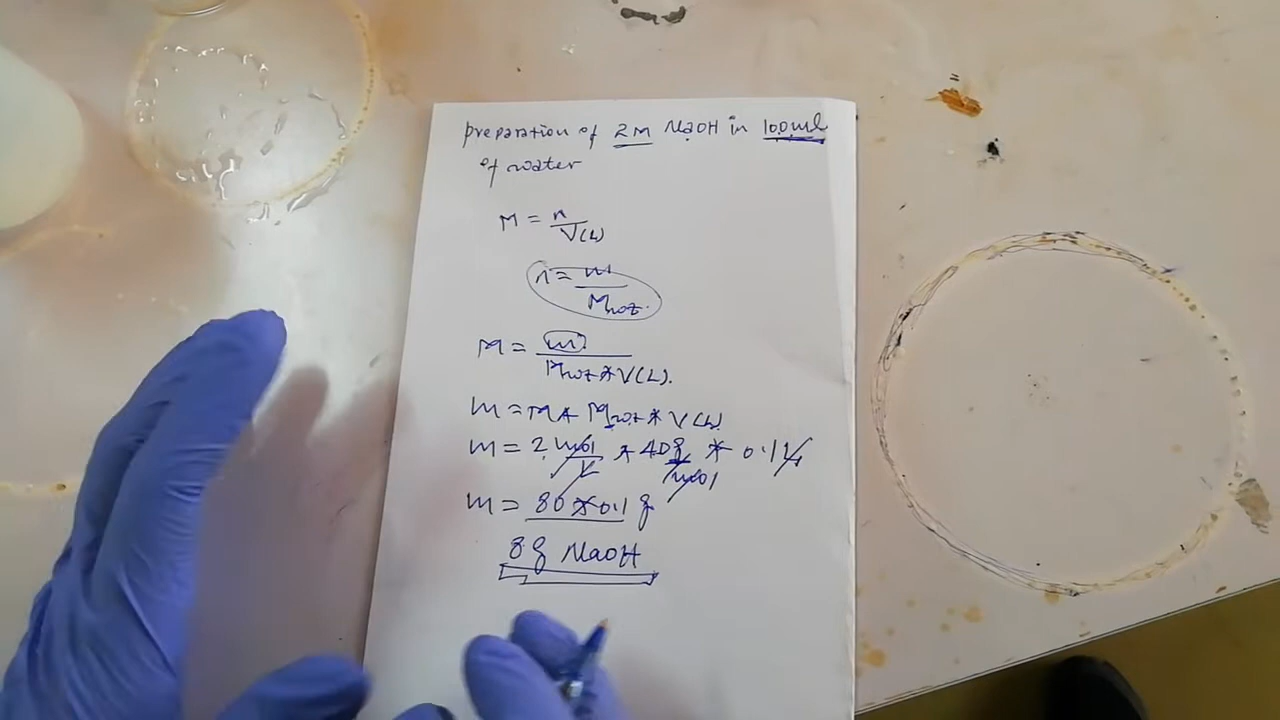 preparation of 2M NaOH in 100ml
of water
M = n / V(L)
n = m / Mwt.
M = m / Mwt * V(L).
m = M * Mwt * V(L)
m = 2 mol/L * 40g/mol * 0.1L
m = 80 * 0.1 g
8g NaOH